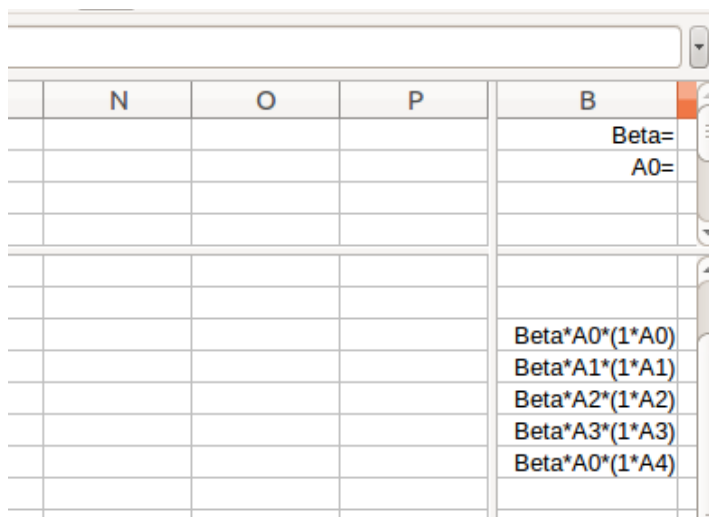 N O P B
Beta=
A0=
Beta*A0*(1*A0)
Beta*A1*(1*A1)
Beta*A2*(1*A2)
Beta*A3*(1*A3)
Beta*A0*(1*A4)